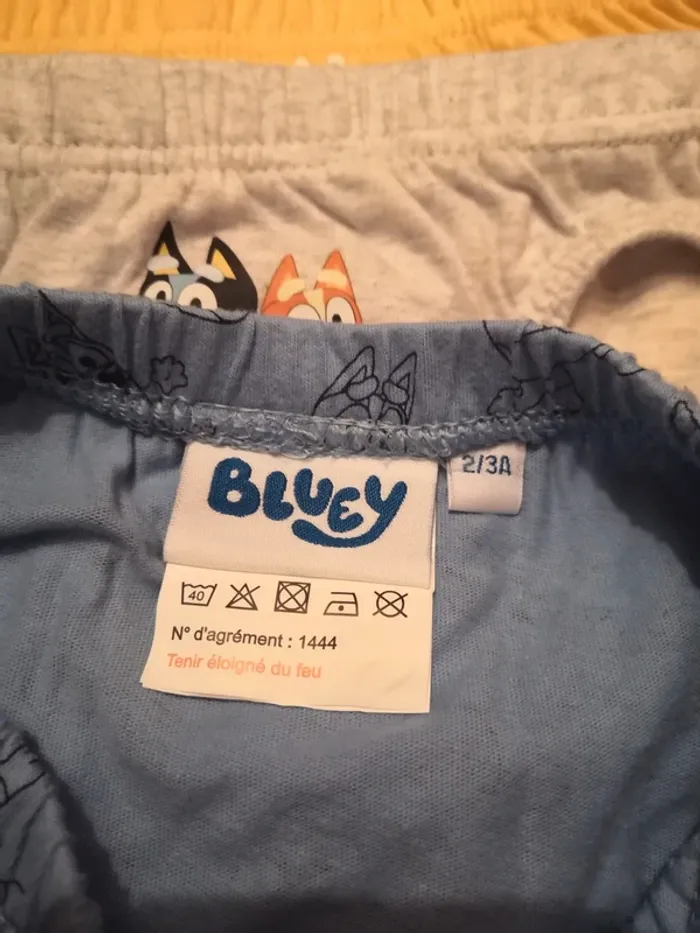 BLUEY
2/3A
40
N° d'agrément : 1444
Tenir éloigné du feu